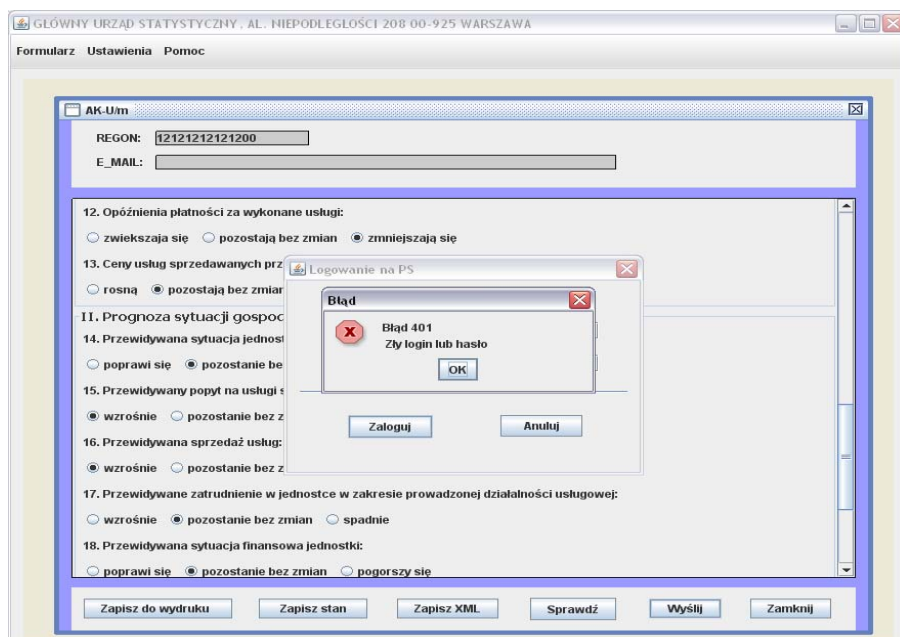 GŁÓWNY URZĄD STATYSTYCZNY, AL. NIEPODLEGŁOŚCI 208 00-925 WARSZAWA
Formularz Ustawienia Pomoc
AK-U/m
REGON: 12121212121200
E_MAIL:
12. Opóźnienia płatności za wykonane usługi:
zwiekszaja się pozostają bez zmian zmniejszają się
13. Ceny usług sprzedawanych prz
rosną pozostają bez zmian
II. Prognoza sytuacji gospoc
14. Przewidywana sytuacja jednost
poprawi się pozostanie be
15. Przewidywany popyt na usługi s
wzrośnie pozostanie bez z
16. Przewidywana sprzedaż usług:
wzrośnie pozostanie bez z
17. Przewidywane zatrudnienie w jednostce w zakresie prowadzonej działalności usługowej:
wzrośnie pozostanie bez zmian spadnie
18. Przewidywana sytuacja finansowa jednostki:
poprawi się pozostanie bez zmian pogorszy się
Logowanie na PS
Błąd
Błąd 401
Zły login lub hasło
OK
Zaloguj Anuluj
Zapisz do wydruku Zapisz stan Zapisz XML Sprawdź Wyślij Zamknij